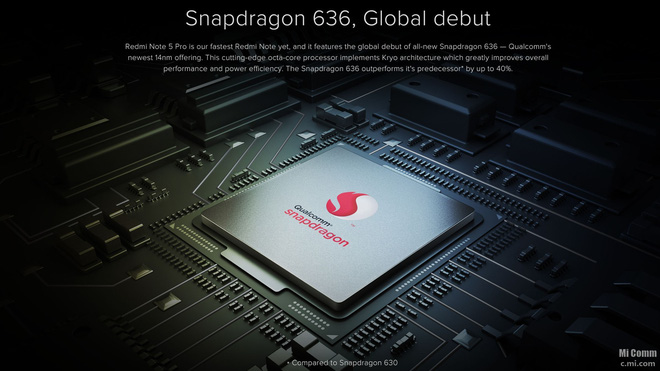 Snapdragon 636, Global debut
Redmi Note 5 Pro is our fastest Redmi Note yet, and it features the global debut of all-new Snapdragon 636 — Qualcomm's
newest 14nm offering. This cutting-edge octa-core processor implements Kryo architecture which greatly improves overall
performance and power efficiency. The Snapdragon 636 outperforms it's predecessor* by up to 40%.
Qualcomm™
snapdragon™
• Compared to Snapdragon 630
Mi Comm
c.mi.com